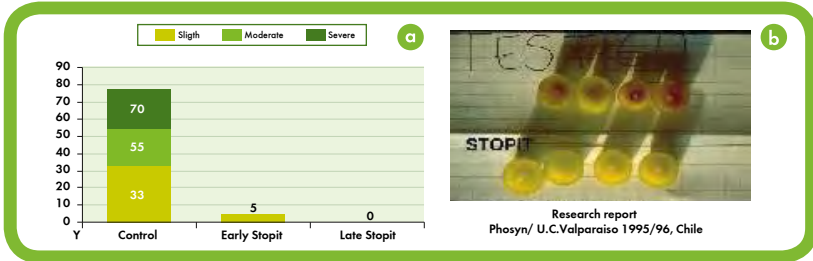 Sligth Moderate Severe
a
90
80
70
60
50
40
30
20
10
0
70
55
33
5
0
Y Control Early Stopit Late Stopit
b
STOPIT
Research report
Phosyn/ U.C.Valparaiso 1995/96, Chile